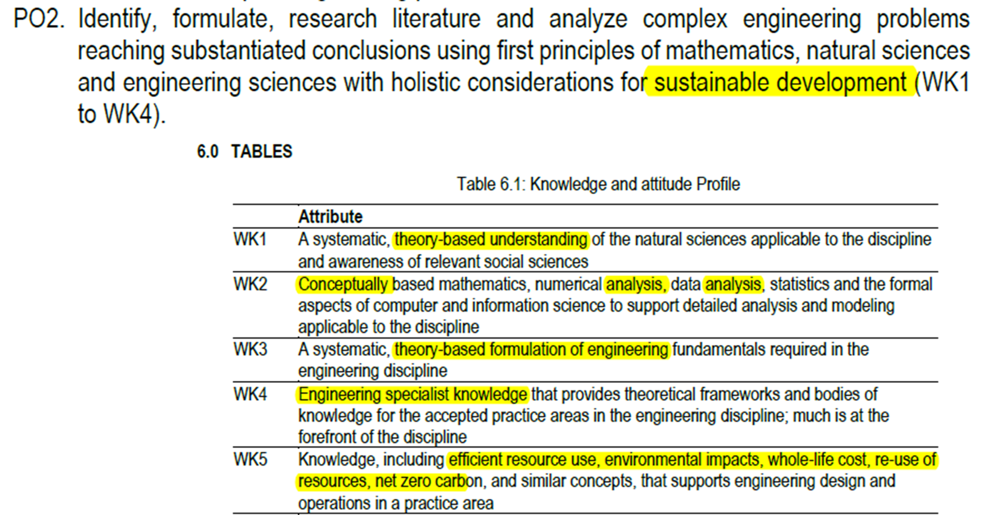 PO2. Identify, formulate, research literature and analyze complex engineering problems
reaching substantiated conclusions using first principles of mathematics, natural sciences
and engineering sciences with holistic considerations for sustainable development (WK1
to WK4).
6.0 TABLES
Table 6.1: Knowledge and attitude Profile
Attribute
WK1 A systematic, theory-based understanding of the natural sciences applicable to the discipline
and awareness of relevant social sciences
WK2 Conceptually based mathematics, numerical analysis, data analysis, statistics and the formal
aspects of computer and information science to support detailed analysis and modeling
applicable to the discipline
WK3 A systematic, theory-based formulation of engineering fundamentals required in the
engineering discipline
WK4 Engineering specialist knowledge that provides theoretical frameworks and bodies of
knowledge for the accepted practice areas in the engineering discipline; much is at the
forefront of the discipline
WK5 Knowledge, including efficient resource use, environmental impacts, whole-life cost, re-use of
resources, net zero carbon, and similar concepts, that supports engineering design and
operations in a practice area